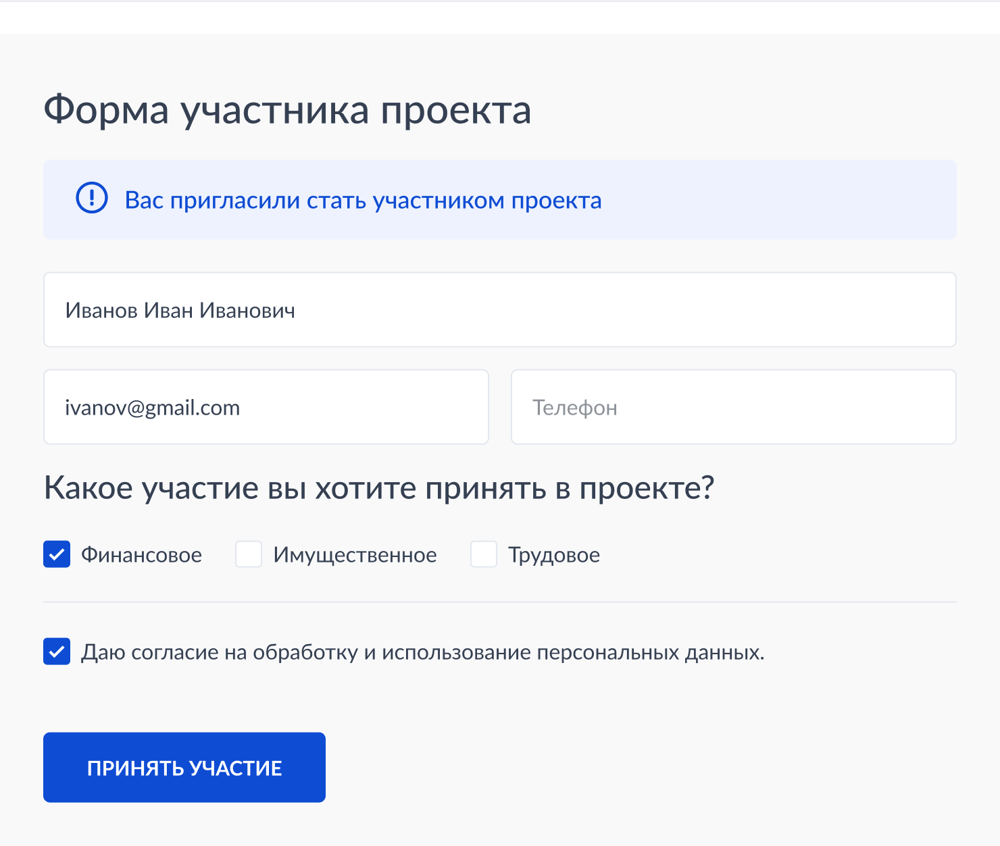 Форма участника проекта
Вас пригласили стать участником проекта
Иванов Иван Иванович
ivanov@gmail.com
Телефон
Какое участие вы хотите принять в проекте?
Финансовое
Имущественное
Трудовое
Даю согласие на обработку и использование персональных данных.
ПРИНЯТЬ УЧАСТИЕ